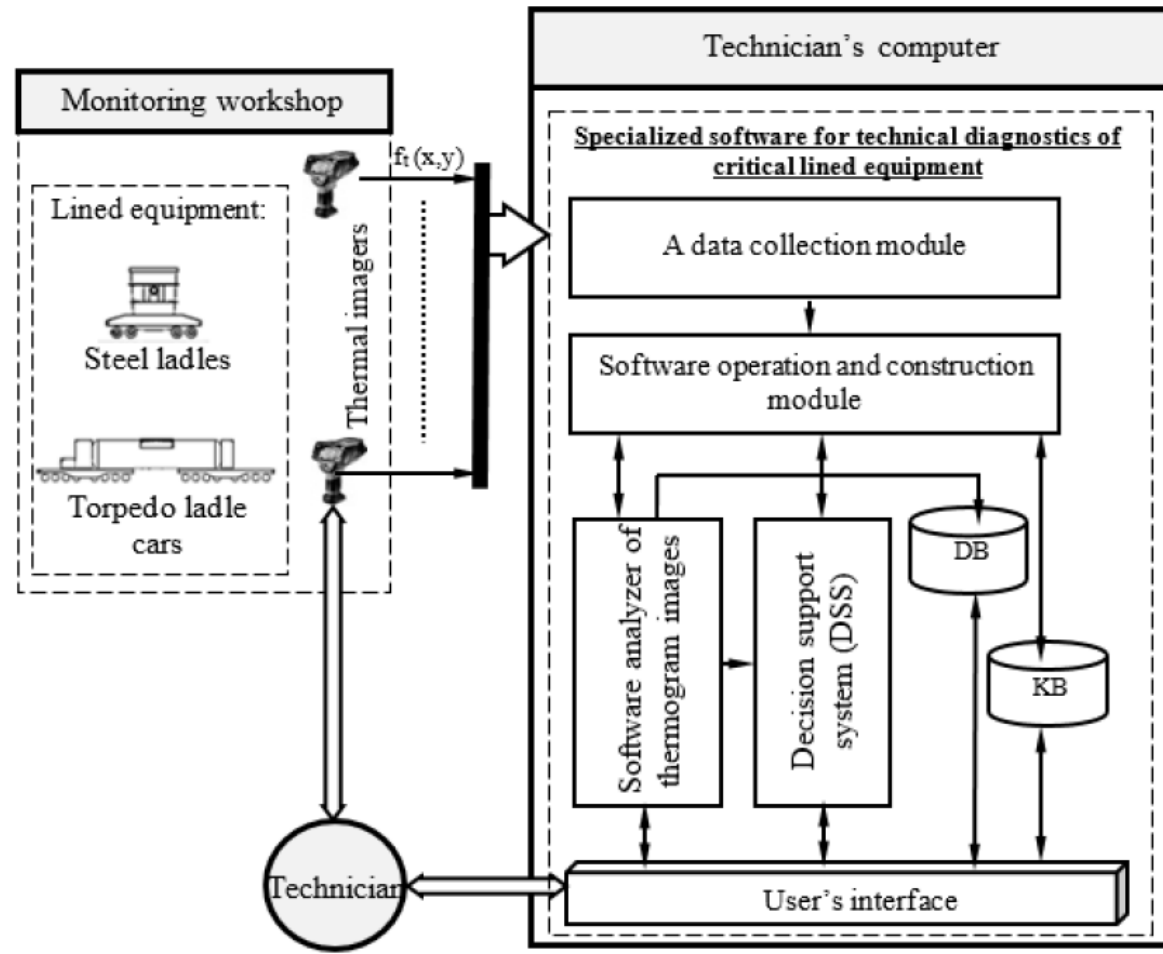 Technician's computer
Monitoring workshop
Specialized software for technical diagnostics of
critical lined equipment
ft (x,y)
Lined equipment:
Thermal imagers
Steel ladles
Torpedo ladle
cars
A data collection module
Software operation and construction
module
Software analyzer of
thermogram images
Decision support
system (DSS)
DB
KB
Technician
User's interface